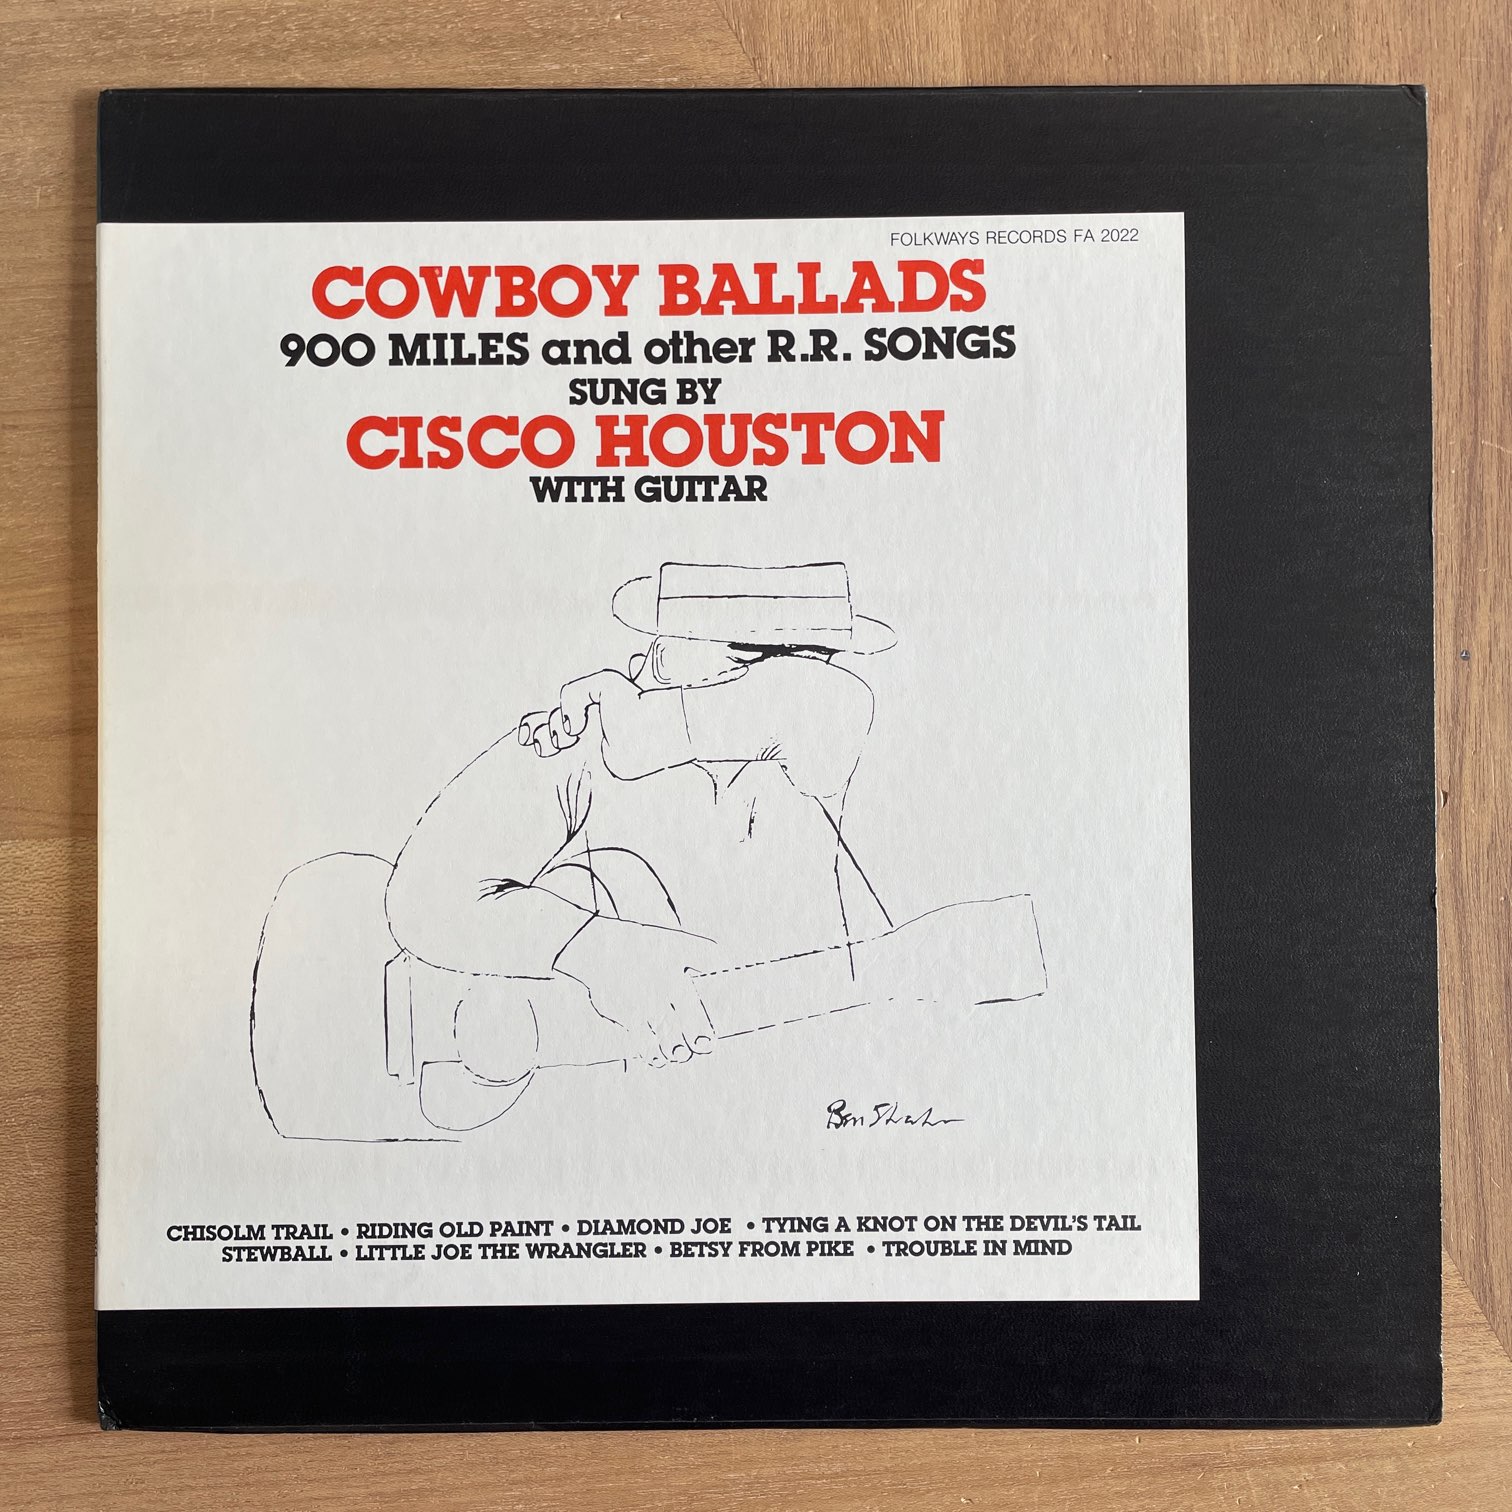 FOLKWAYS RECORDS FA 2022
COWBOY BALLADS
900 MILES and other R.R. SONGS
SUNG BY
CISCO HOUSTON
WITH GUITAR
Ben Shahn
CHISOLM TRAIL • RIDING OLD PAINT • DIAMOND JOE • TYING A KNOT ON THE DEVIL'S TAIL
STEWBALL • LITTLE JOE THE WRANGLER • BETSY FROM PIKE • TROUBLE IN MIND